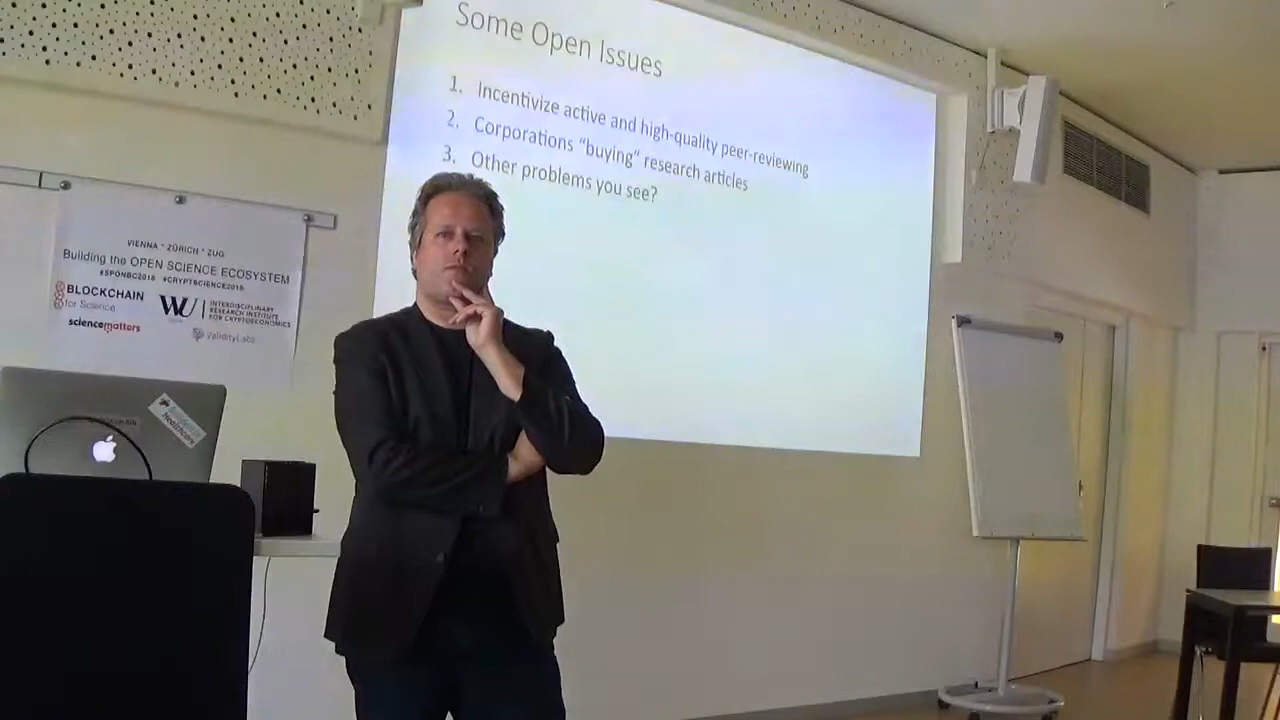 Some Open Issues
1. Incentivize active and high-quality peer-reviewing
2. Corporations “buying” research articles
3. Other problems you see?
VIENNA * ZÜRICH * ZUG
Building the OPEN SCIENCE ECOSYSTEM
#SPONBC2018 #CRYPTSCIENCE2018
BLOCKCHAIN
for Science
WU
INTERDISCIPLINARY
RESEARCH INSTITUTE
FOR CRYPTOECONOMICS
sciencematters
ValidityLabs
Healthcare